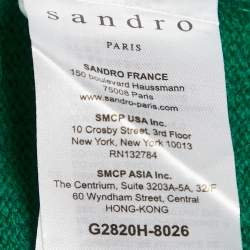 sandro
PARIS
SANDRO FRANCE
150 boulevard Haussmann
75008 Paris
www.sandro-paris.com
SMCP USA Inc.
10 Crosby Street, 3rd Floor
New York, New York 10013
RN132784
SMCP ASIA Inc.
The Centrium, Suite 3203A-5A, 32/F
60 Wyndham Street, Central
HONG-KONG
G2820H-8026